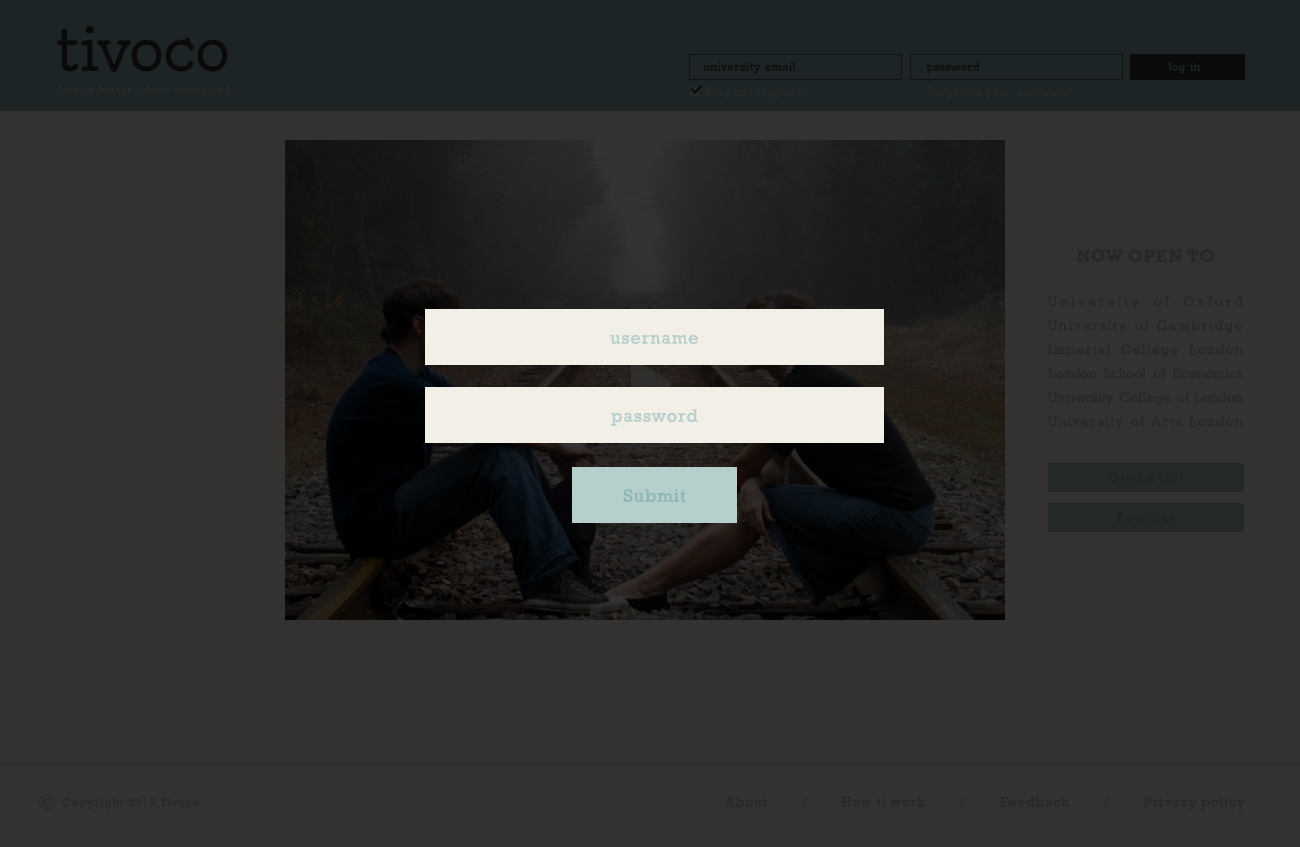 tivoco
Life is better when connected
university email
password
log in
Keep me logged in
Forgotten your password?
NOW OPEN TO
University of Oxford
University of Cambridge
Imperial College London
London School of Economics
University College of London
University of Arts London
username
password
Submit
Give a try!
Register
© Copyright 2013 Tivoco
About / How it work / Feedback / Privacy policy